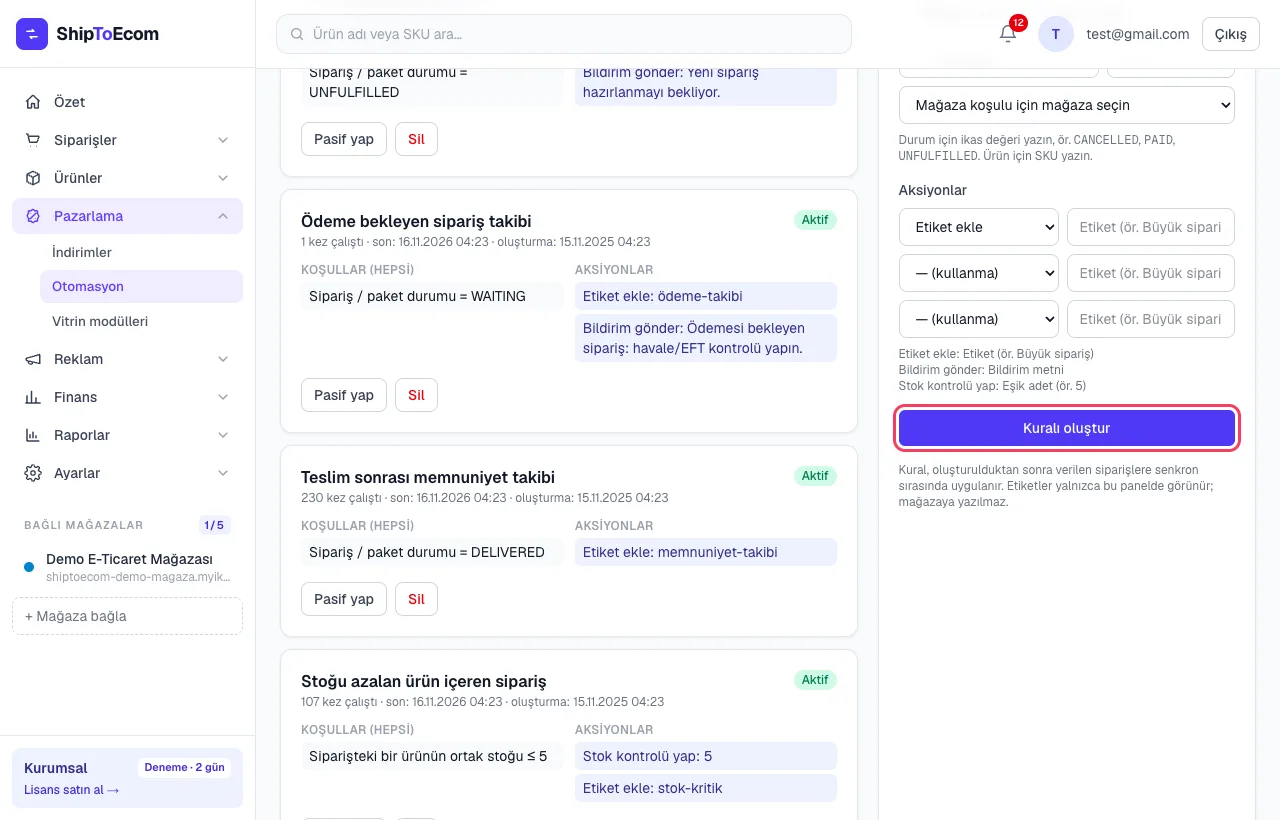 ShipToEcom
Ürün adı veya SKU ara…
12
T
test@gmail.com
Çıkış
Özet
Siparişler
Ürünler
Pazarlama
İndirimler
Otomasyon
Vitrin modülleri
Reklam
Finans
Raporlar
Ayarlar
BAĞLI MAĞAZALAR
1/5
Demo E-Ticaret Mağazası
shiptoecom-demo-magaza.myik…
+ Mağaza bağla
Kurumsal
Deneme · 2 gün
Lisans satın al →
Sipariş / paket durumu =
UNFULFILLED
Bildirim gönder: Yeni sipariş
hazırlanmayı bekliyor.
Pasif yap
Sil
Ödeme bekleyen sipariş takibi
Aktif
1 kez çalıştı · son: 16.11.2026 04:23 · oluşturma: 15.11.2025 04:23
KOŞULLAR (HEPSİ)
Sipariş / paket durumu = WAITING
AKSİYONLAR
Etiket ekle: ödeme-takibi
Bildirim gönder: Ödemesi bekleyen
sipariş: havale/EFT kontrolü yapın.
Pasif yap
Sil
Teslim sonrası memnuniyet takibi
Aktif
230 kez çalıştı · son: 16.11.2026 04:23 · oluşturma: 15.11.2025 04:23
KOŞULLAR (HEPSİ)
Sipariş / paket durumu = DELIVERED
AKSİYONLAR
Etiket ekle: memnuniyet-takibi
Pasif yap
Sil
Stoğu azalan ürün içeren sipariş
Aktif
107 kez çalıştı · son: 16.11.2026 04:23 · oluşturma: 15.11.2025 04:23
KOŞULLAR (HEPSİ)
Siparişteki bir ürünün ortak stoğu ≤ 5
AKSİYONLAR
Stok kontrolü yap: 5
Etiket ekle: stok-kritik
Mağaza koşulu için mağaza seçin
Durum için ikas değeri yazın, ör. CANCELLED, PAID,
UNFULFILLED. Ürün için SKU yazın.
Aksiyonlar
Etiket ekle
Etiket (ör. Büyük sipari
— (kullanma)
Etiket (ör. Büyük sipari
— (kullanma)
Etiket (ör. Büyük sipari
Etiket ekle: Etiket (ör. Büyük sipariş)
Bildirim gönder: Bildirim metni
Stok kontrolü yap: Eşik adet (ör. 5)
Kuralı oluştur
Kural, oluşturulduktan sonra verilen siparişlere senkron
sırasında uygulanır. Etiketler yalnızca bu panelde görünür;
mağazaya yazılmaz.